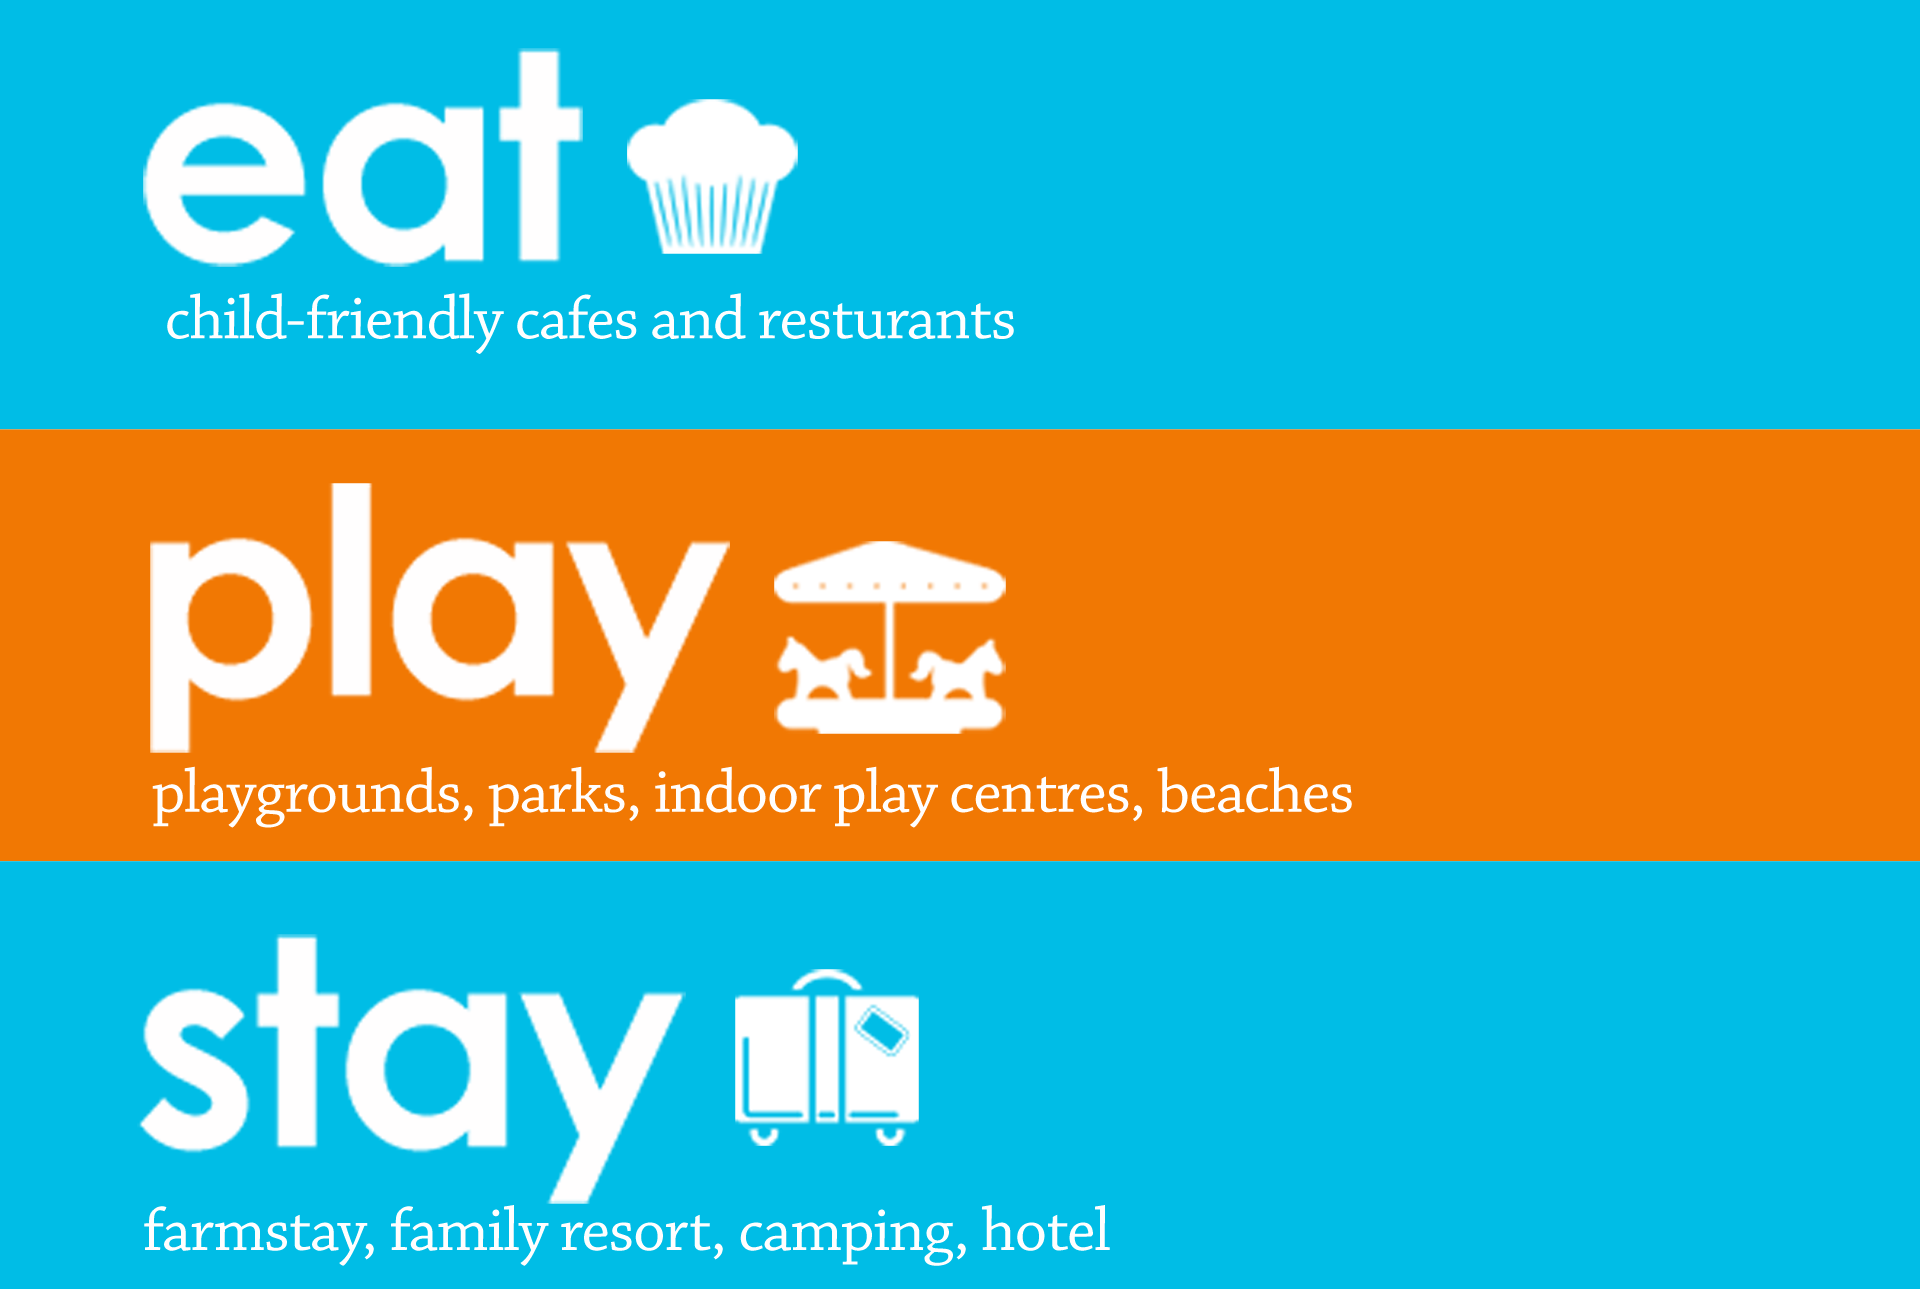 eat
child-friendly cafes and resturants
play
playgrounds, parks, indoor play centres, beaches
stay
farmstay, family resort, camping, hotel